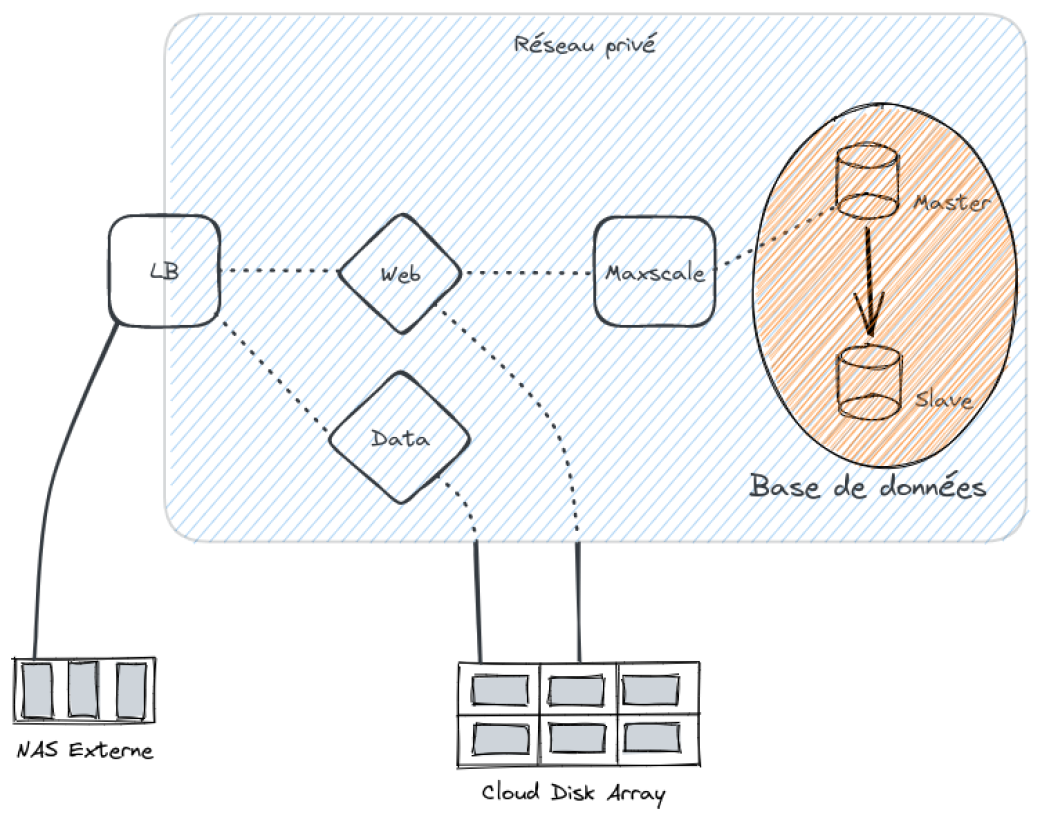 Réseau privé
Master
LB
Web
Maxscale
Slave
Data
Base de données
NAS Externe
Cloud Disk Array